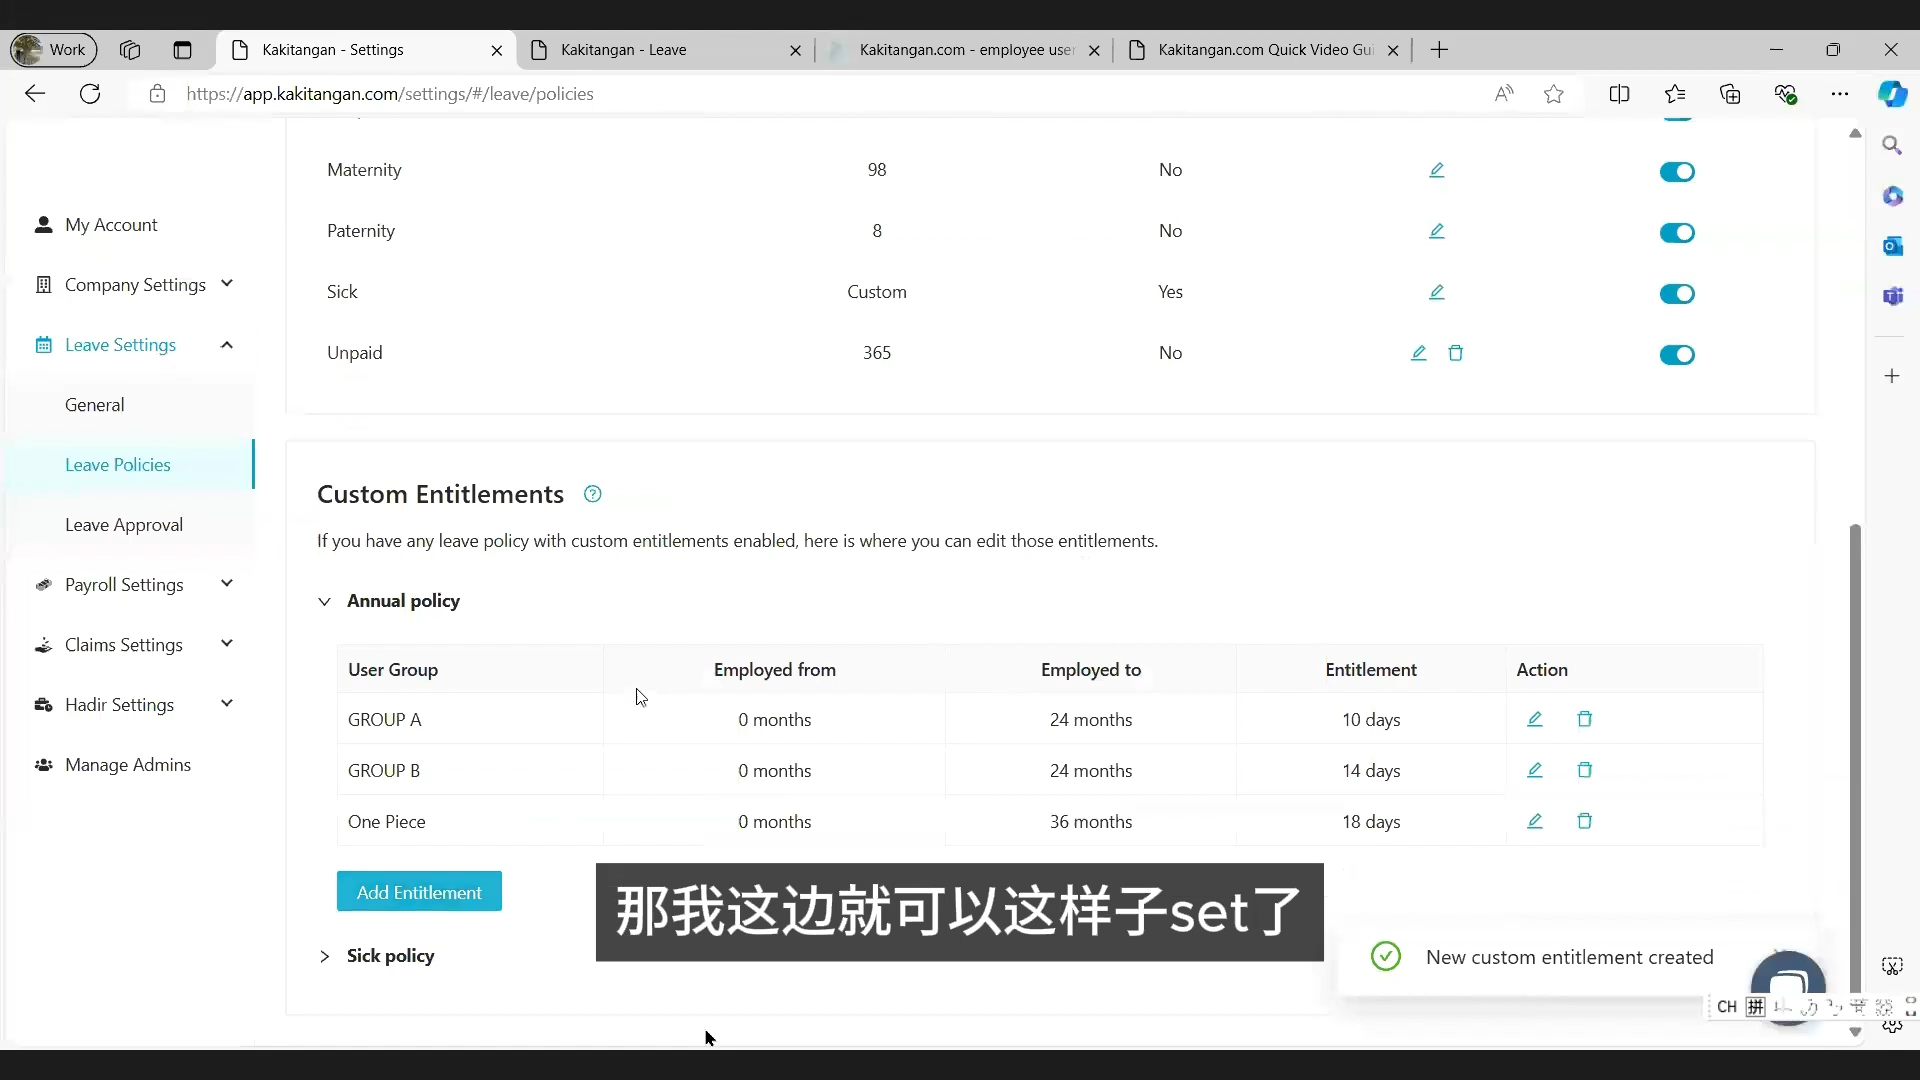 Work
Kakitangan - Settings
Kakitangan - Leave
Kakitangan.com - employee user
Kakitangan.com Quick Video Gui
https://app.kakitangan.com/settings/#/leave/policies
My Account
Company Settings
Leave Settings
General
Leave Policies
Leave Approval
Payroll Settings
Claims Settings
Hadir Settings
Manage Admins
Maternity 98 No
Paternity 8 No
Sick Custom Yes
Unpaid 365 No
Custom Entitlements
If you have any leave policy with custom entitlements enabled, here is where you can edit those entitlements.
Annual policy
User Group Employed from Employed to Entitlement Action
GROUP A 0 months 24 months 10 days
GROUP B 0 months 24 months 14 days
One Piece 0 months 36 months 18 days
Add Entitlement
Sick policy
那我这边就可以这样子set了
New custom entitlement created
CH 拼